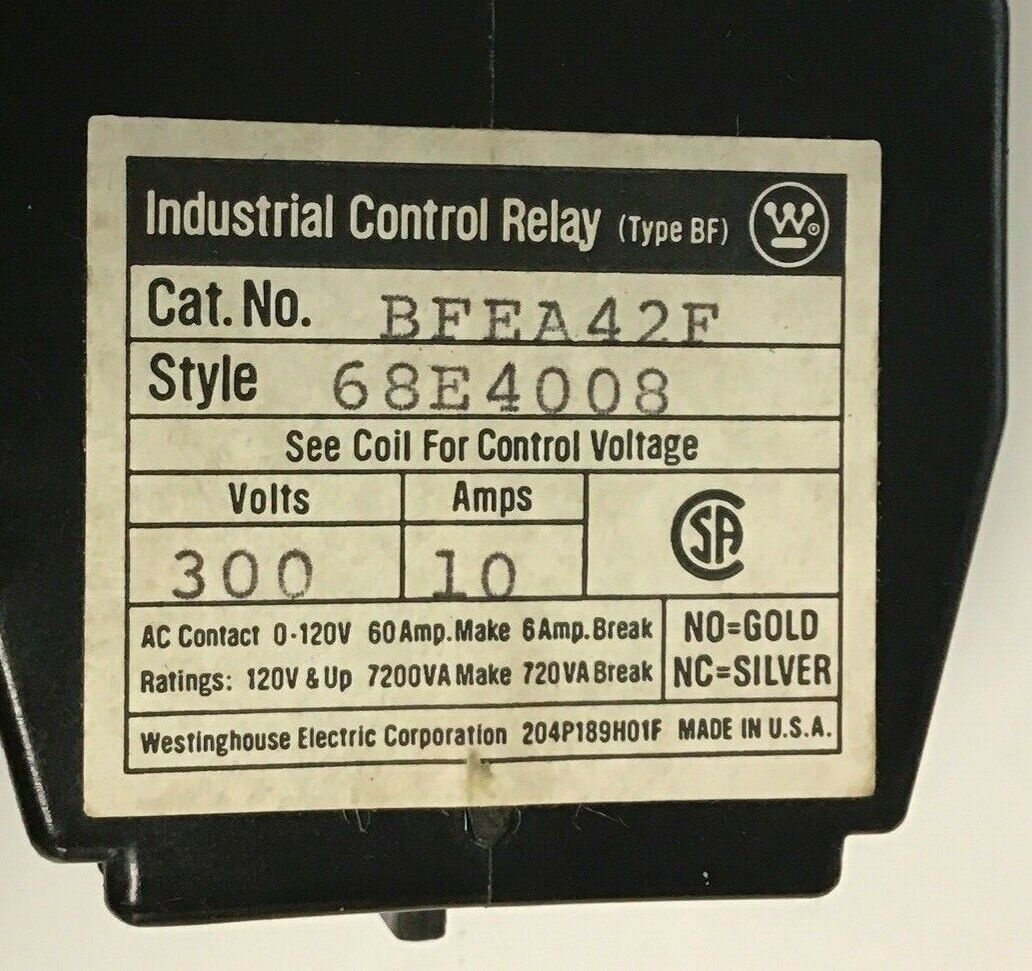 Industrial Control Relay (Type BF) W
Cat. No. BFEA42F
Style 68E4008
See Coil For Control Voltage
Volts Amps
300 10
CSA
AC Contact 0-120V 60 Amp. Make 6 Amp. Break
Ratings: 120V & Up 7200VA Make 720VA Break
NO=GOLD
NC=SILVER
Westinghouse Electric Corporation 204P189H01F MADE IN U.S.A.